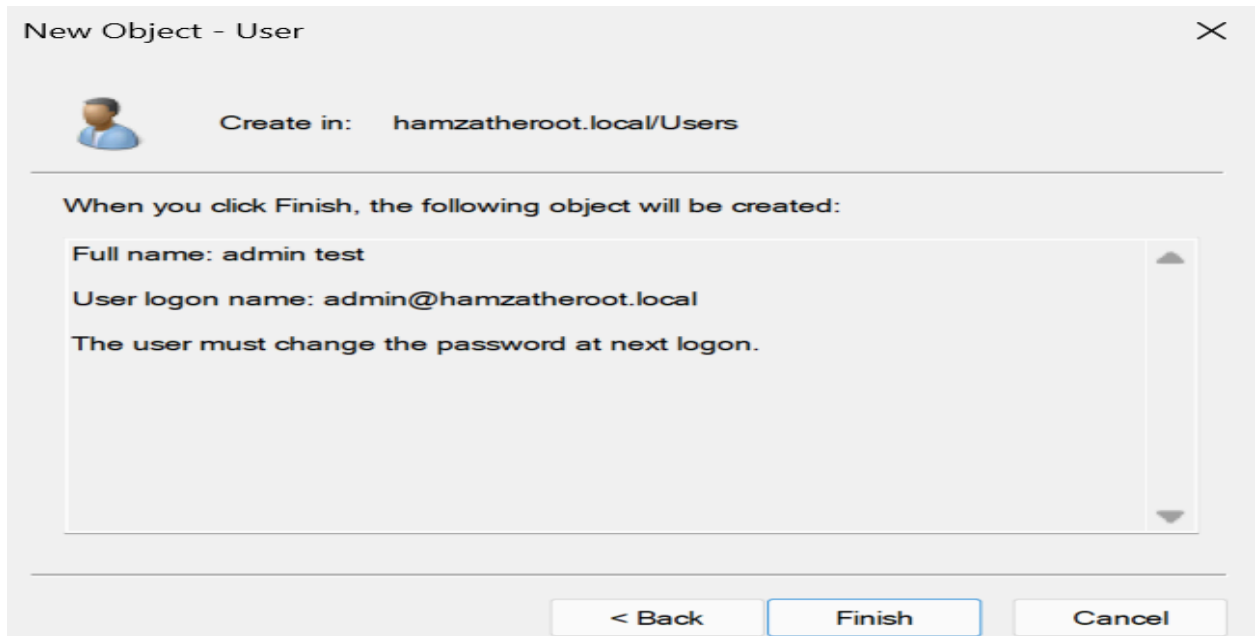 New Object - User
Create in: hamzatheroot.local/Users
When you click Finish, the following object will be created:
Full name: admin test
User logon name: admin@hamzatheroot.local
The user must change the password at next logon.
< Back Finish Cancel